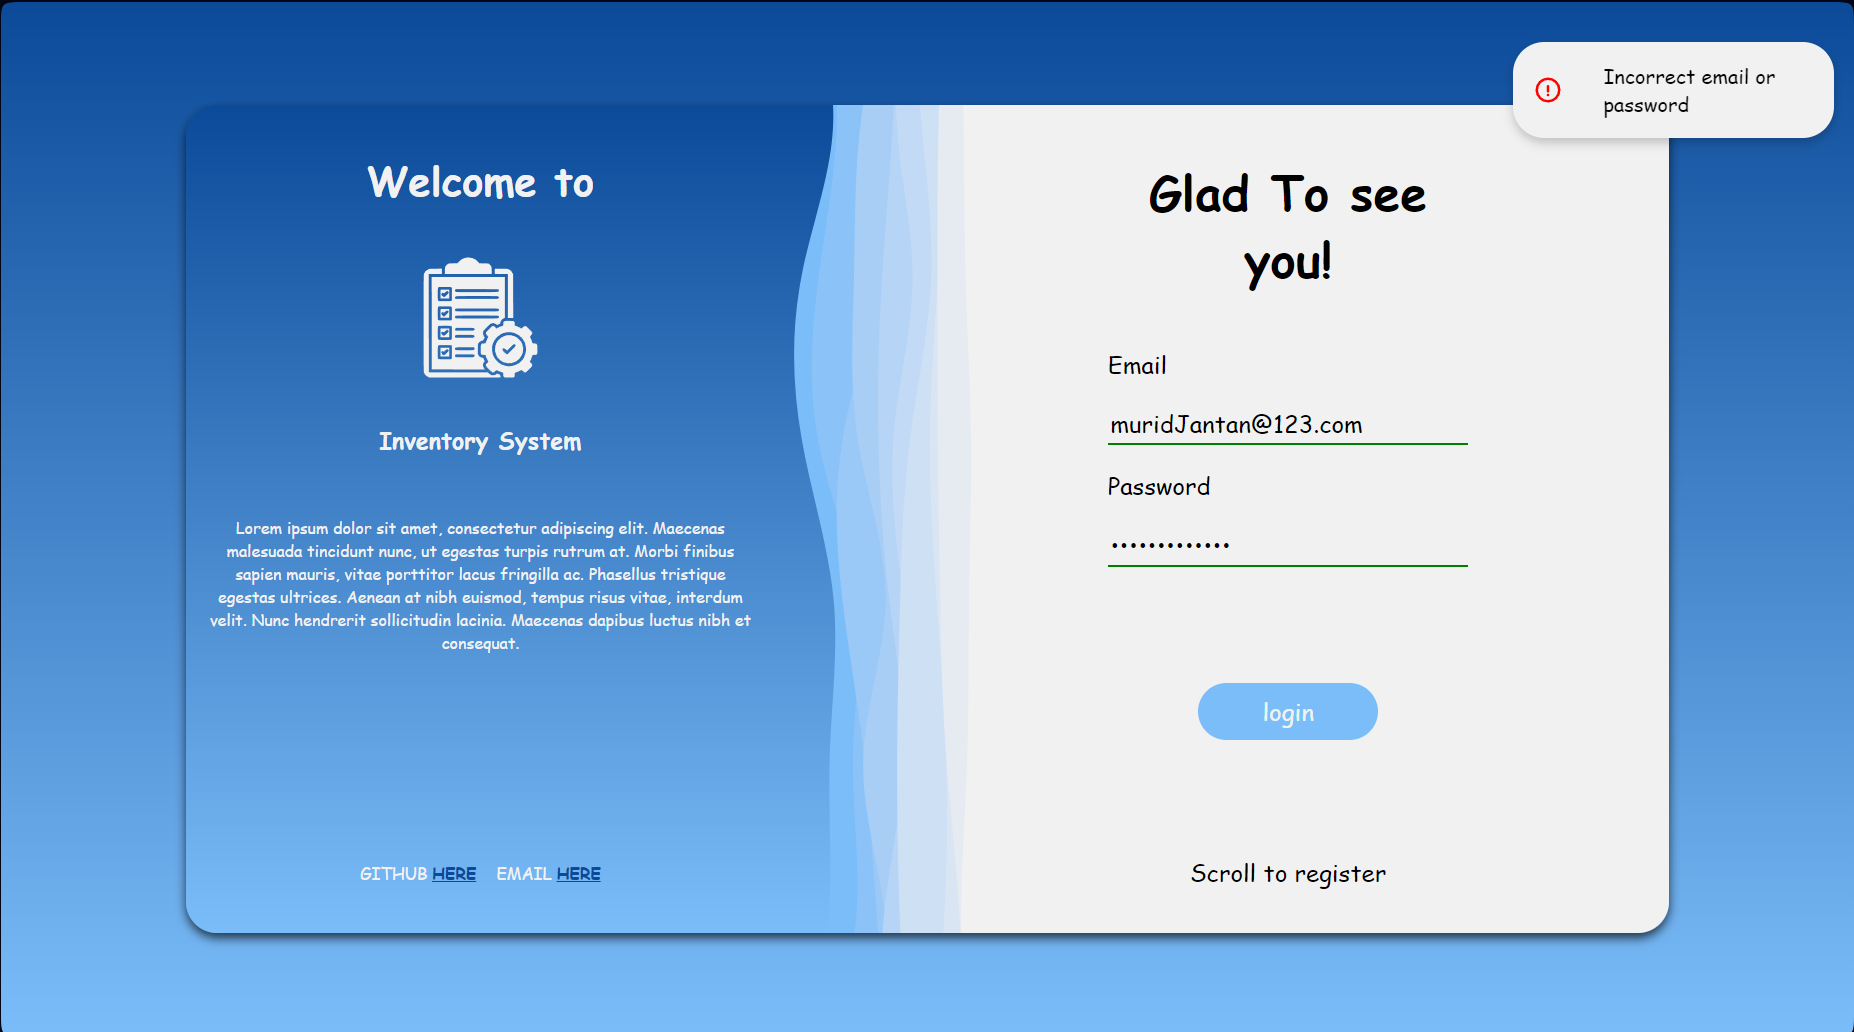 Incorrect email or
password
Welcome to
Inventory System
Lorem ipsum dolor sit amet, consectetur adipiscing elit. Maecenas
malesuada tincidunt nunc, ut egestas turpis rutrum at. Morbi finibus
sapien mauris, vitae porttitor lacus fringilla ac. Phasellus tristique
egestas ultrices. Aenean at nibh euismod, tempus risus vitae, interdum
velit. Nunc hendrerit sollicitudin lacinia. Maecenas dapibus luctus nibh et
consequat.
GITHUB HERE EMAIL HERE
Glad To see
you!
Email
muridJantan@123.com
Password
•••••••••••••
login
Scroll to register